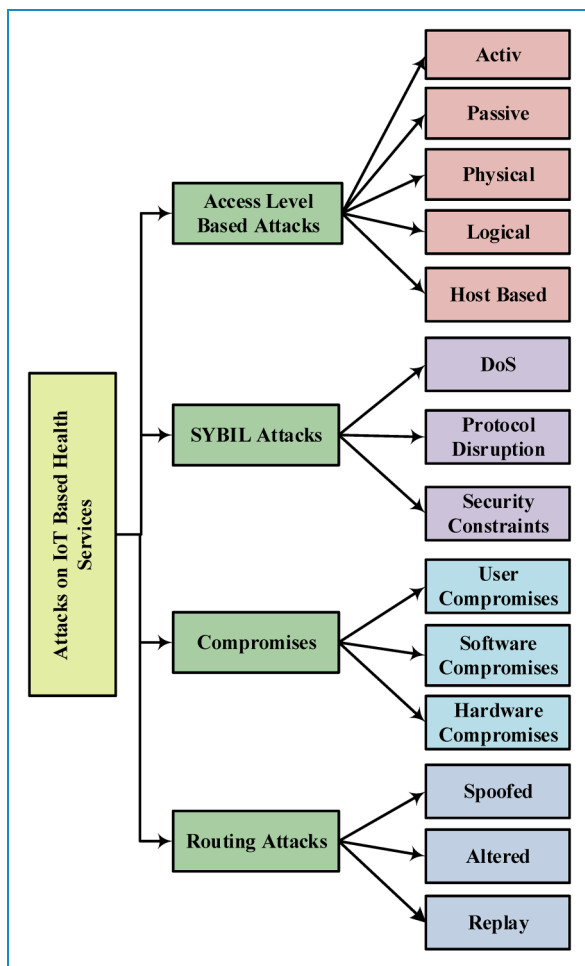 Attacks on IoT Based Health
Services
Access Level
Based Attacks
Activ
Passive
Physical
Logical
Host Based
SYBIL Attacks
DoS
Protocol
Disruption
Security
Constraints
Compromises
User
Compromises
Software
Compromises
Hardware
Compromises
Routing Attacks
Spoofed
Altered
Replay